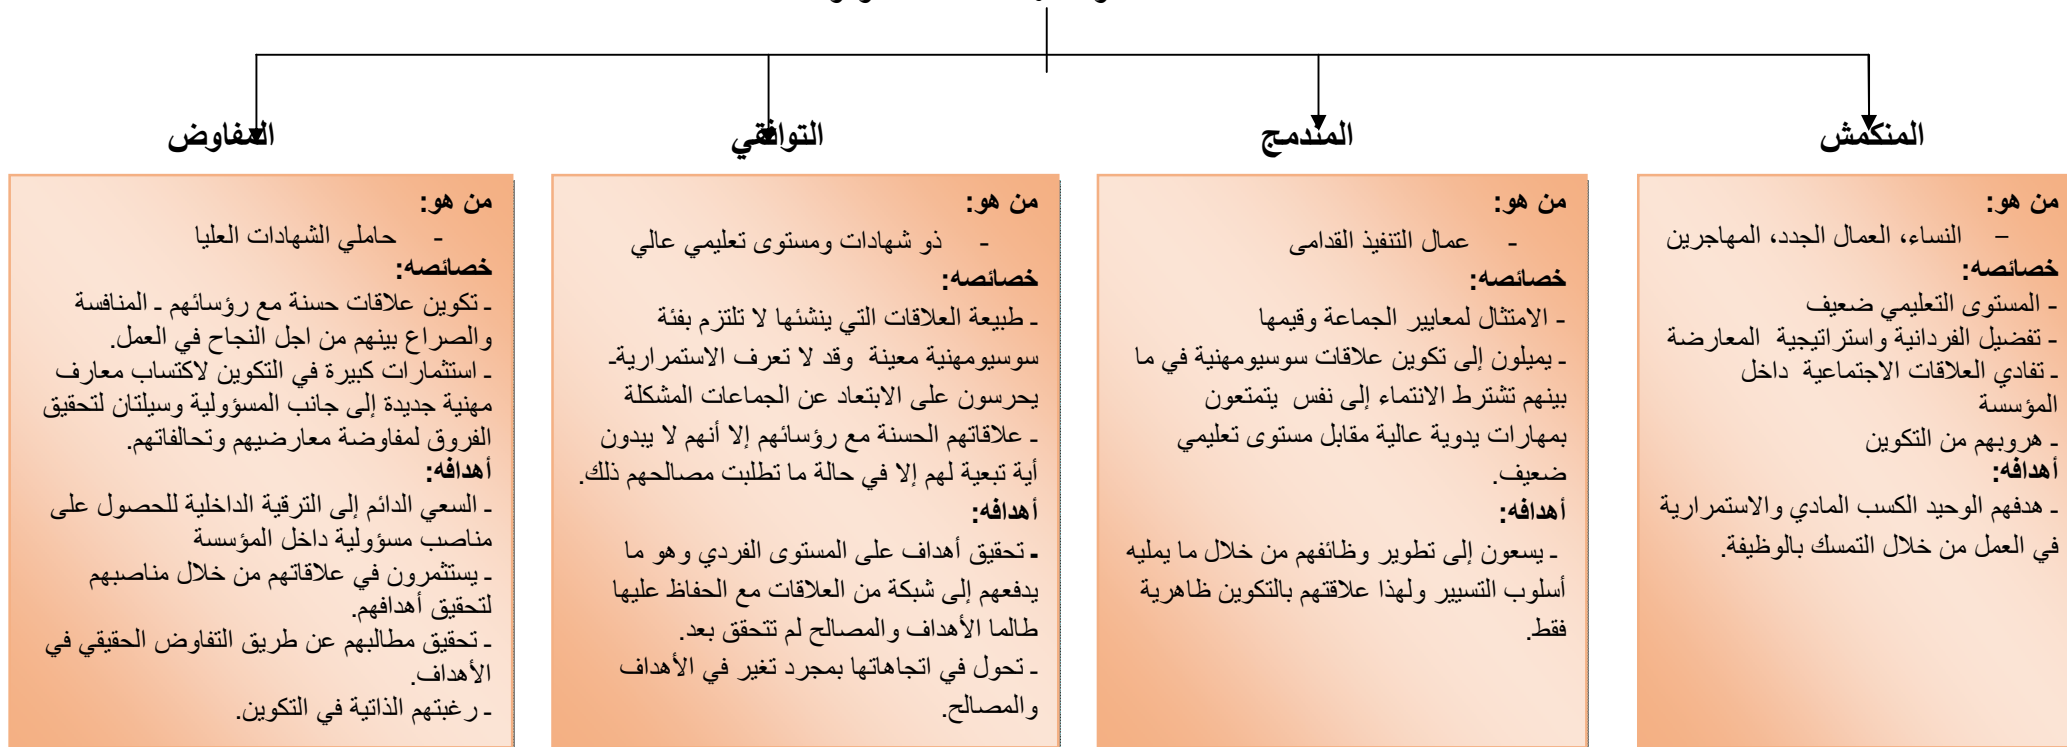 المنكمش
من هو:
- النساء، العمال الجدد، المهاجرين
خصائصه:
- المستوى التعليمي ضعيف
- تفضيل الفردانية واستراتيجية المعارضة
ـ تفادي العلاقات الاجتماعية داخل
المؤسسة
ـ هروبهم من التكوين
أهدافه:
ـ هدفهم الوحيد الكسب المادي والاستمرارية
في العمل من خلال التمسك بالوظيفة.
المندمج
من هو:
- عمال التنفيذ القدامى
خصائصه:
- الامتثال لمعايير الجماعة وقيمها
ـ يميلون إلى تكوين علاقات سوسيومهنية في ما
بينهم تشترط الانتماء إلى نفس يتمتعون
بمهارات يدوية عالية مقابل مستوى تعليمي
ضعيف.
أهدافه:
ـ يسعون إلى تطوير وظائفهم من خلال ما يمليه
أسلوب التسيير ولهذا علاقتهم بالتكوين ظاهرية
فقط.
التوافقي
من هو:
- ذو شهادات ومستوى تعليمي عالي
خصائصه:
ـ طبيعة العلاقات التي ينشئها لا تلتزم بفئة
سوسيومهنية معينة وقد لا تعرف الاستمراريةـ
يحرسون على الابتعاد عن الجماعات المشكلة
ـ علاقاتهم الحسنة مع رؤسائهم إلا أنهم لا يبدون
أية تبعية لهم إلا في حالة ما تطلبت مصالحهم ذلك.
أهدافه:
ـ تحقيق أهداف على المستوى الفردي وهو ما
يدفعهم إلى شبكة من العلاقات مع الحفاظ عليها
طالما الأهداف والمصالح لم تتحقق بعد.
ـ تحول في اتجاهاتها بمجرد تغير في الأهداف
والمصالح.
المفاوض
من هو:
- حاملي الشهادات العليا
خصائصه:
ـ تكوين علاقات حسنة مع رؤسائهم ـ المنافسة
والصراع بينهم من اجل النجاح في العمل.
ـ استثمارات كبيرة في التكوين لاكتساب معارف
مهنية جديدة إلى جانب المسؤولية وسيلتان لتحقيق
الفروق لمفاوضة معارضيهم وتحالفاتهم.
أهدافه:
ـ السعي الدائم إلى الترقية الداخلية للحصول على
مناصب مسؤولية داخل المؤسسة
ـ يستثمرون في علاقاتهم من خلال مناصبهم
لتحقيق أهدافهم.
ـ تحقيق مطالبهم عن طريق التفاوض الحقيقي في
الأهداف.
ـ رغبتهم الذاتية في التكوين.